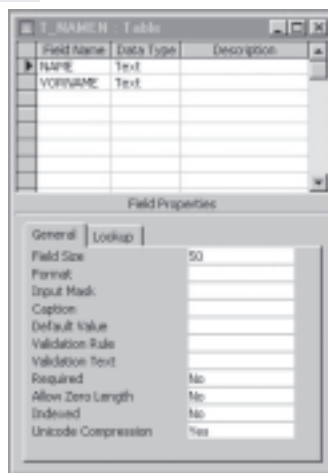 T_NAMEN : Table
Field Name Data Type Description
NAME Text
VORNAME Text
Field Properties
General Lookup
Field Size 50
Format
Input Mask
Caption
Default Value
Validation Rule
Validation Text
Required No
Allow Zero Length No
Indexed No
Unicode Compression Yes